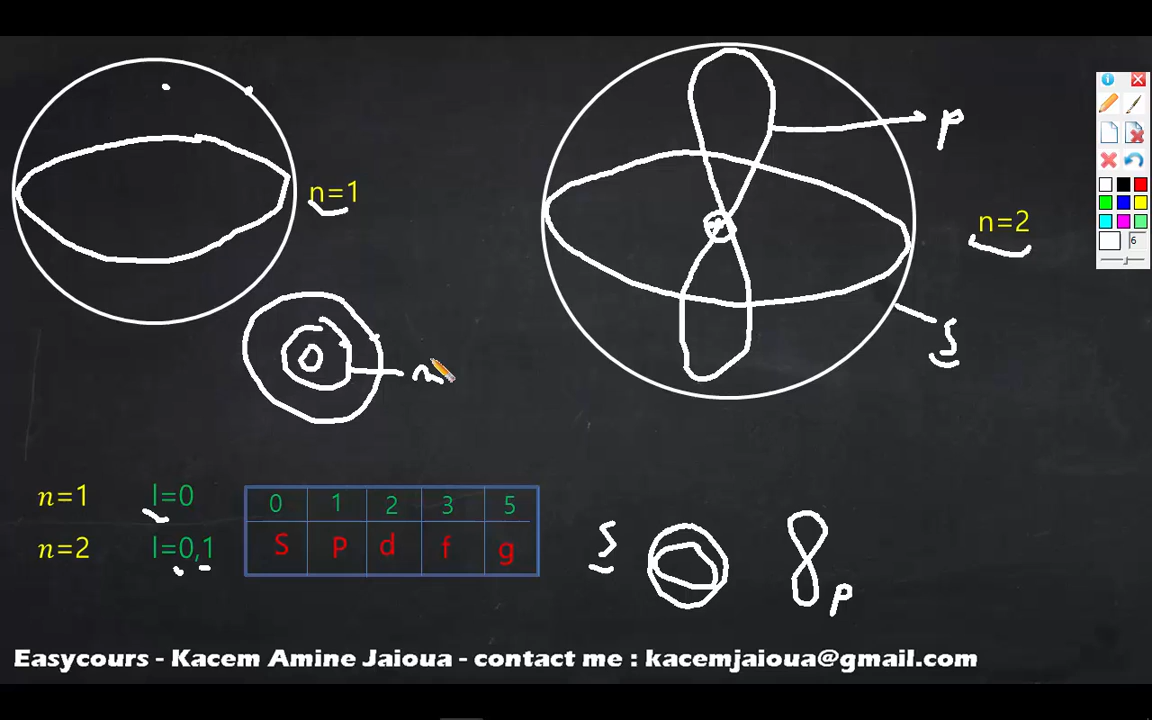 n=1
P
n=2
S
n
n=1 l=0
n=2 l=0,1
0 1 2 3 5
S P d f g
S
P
Easycours - Kacem Amine Jaioua - contact me : kacemjaioua@gmail.com
i
6